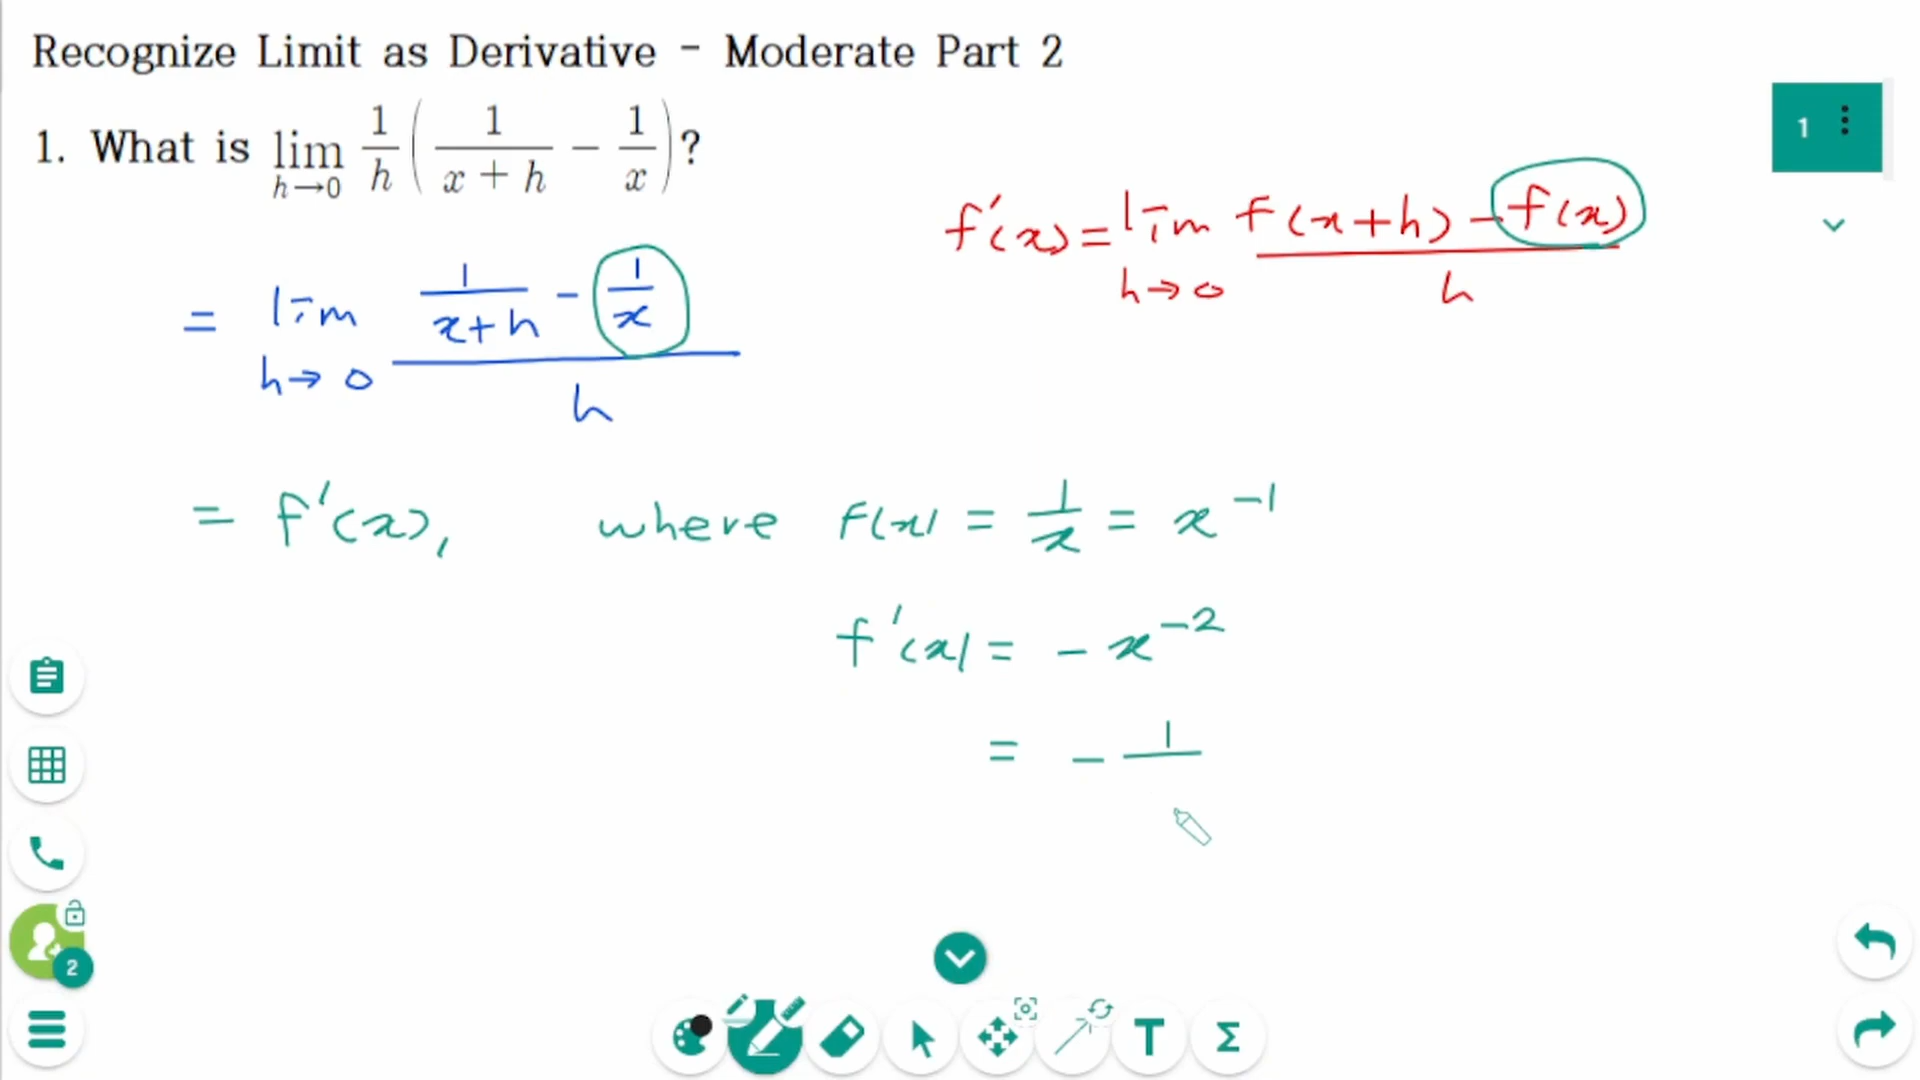 Recognize Limit as Derivative - Moderate Part 2
1. What is lim_{h→0} 1/h (1/(x+h) − 1/x)?
1
f'(x) = lim_{h→0} (f(x+h) − f(x))/h
= lim_{h→0} (1/(x+h) − 1/x)/h
= f'(x), where f(x) = 1/x = x^{-1}
f'(x) = −x^{-2}
= − 1/
2
T
Σ